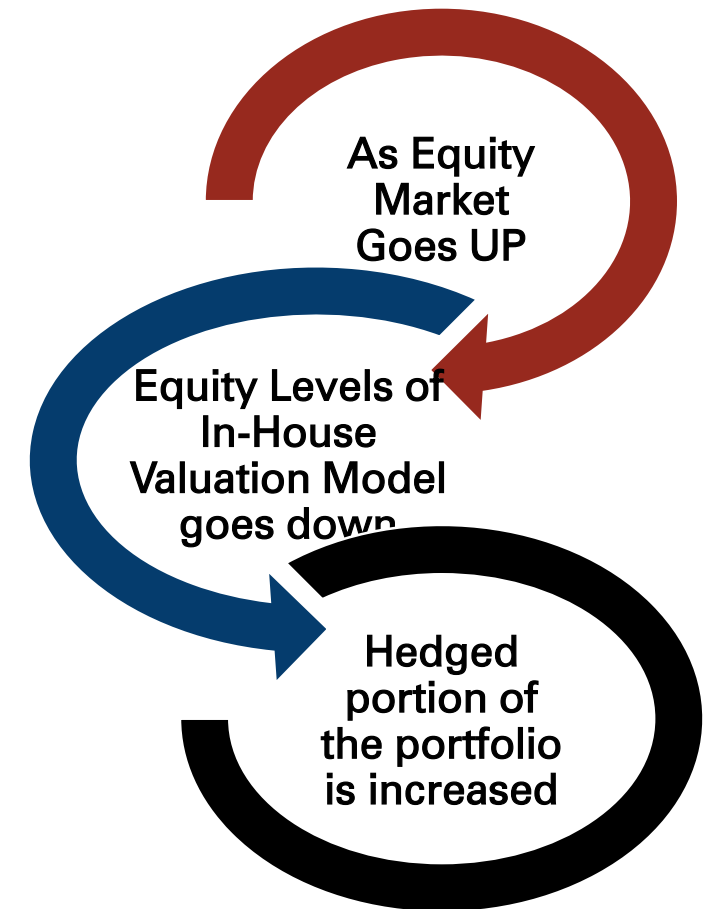 As Equity
Market
Goes UP
Equity Levels of
In-House
Valuation Model
goes down
Hedged
portion of
the portfolio
is increased